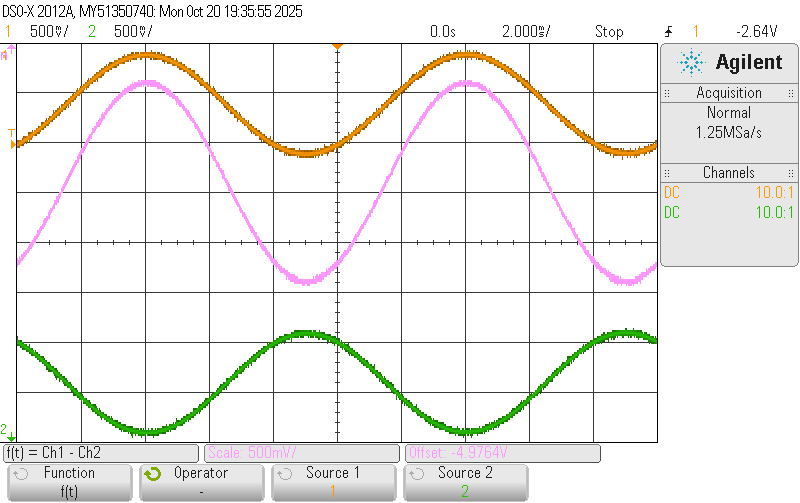 DSO-X 2012A, MY51350740: Mon Oct 20 19:35:55 2025
1 500mV/ 2 500mV/ 0.0s 2.000ms/ Stop 1 -2.64V
Agilent
Acquisition
Normal
1.25MSa/s
Channels
DC 10.0:1
DC 10.0:1
M
T
2
f(t) = Ch1 - Ch2 Scale: 500mV/ Offset: -4.9764V
Function Operator Source 1 Source 2
f(t) - 1 2